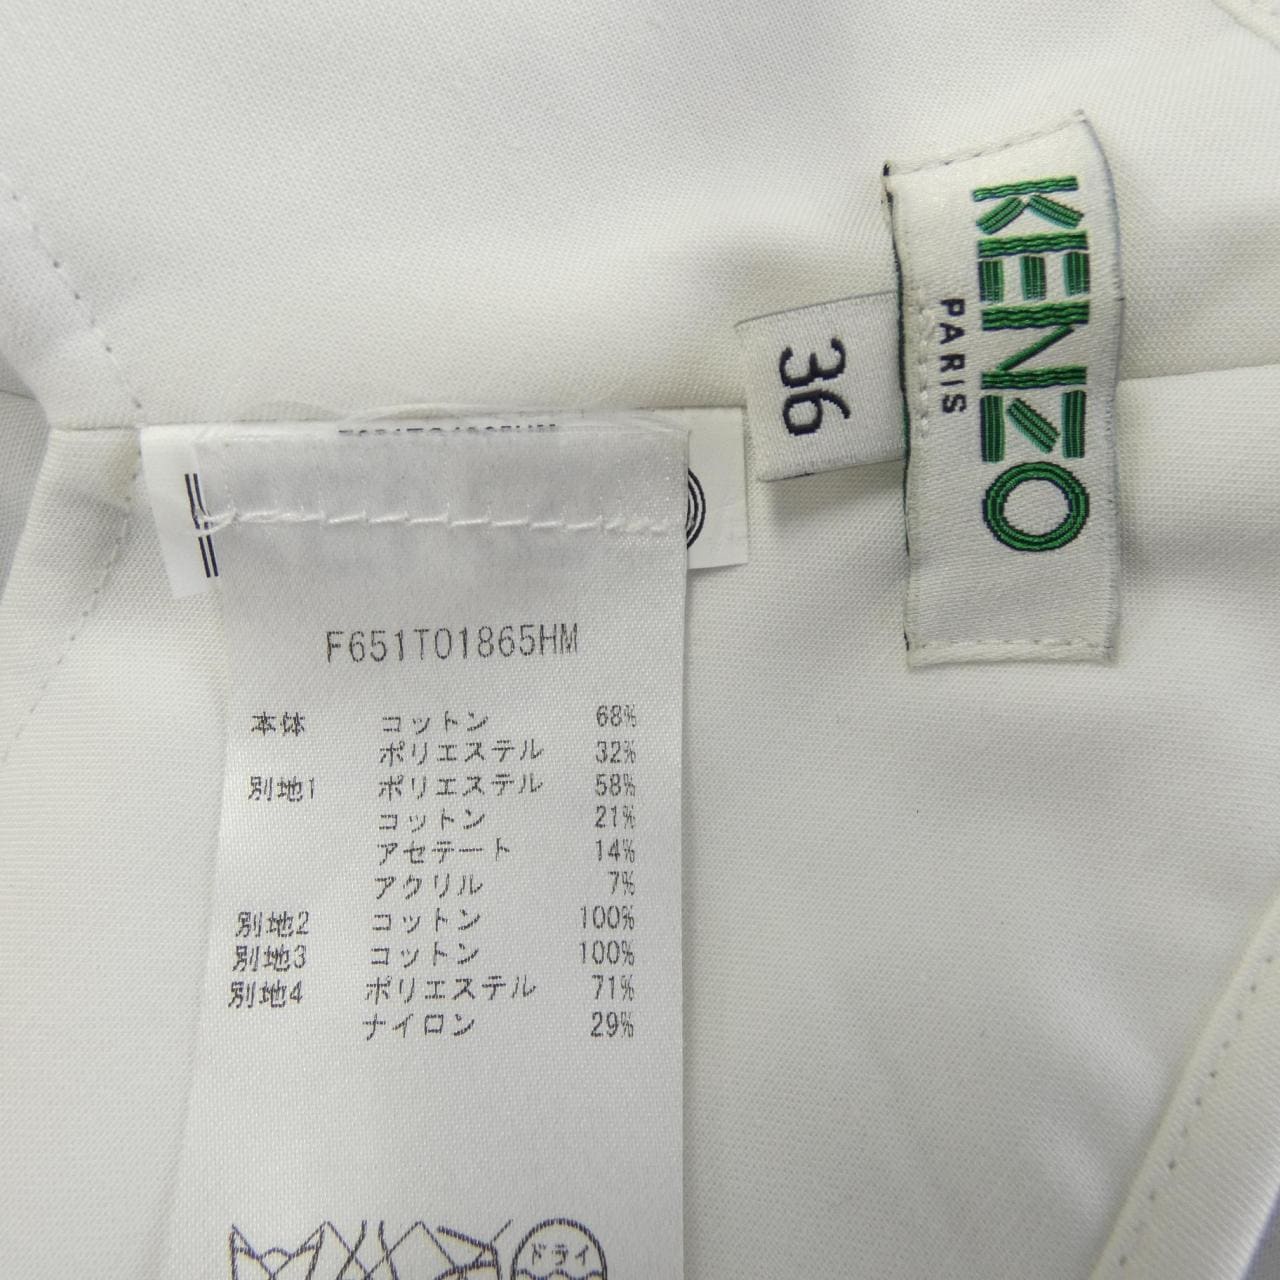 KENZO
PARIS
36
F651T01865HM
本体 コットン 68%
ポリエステル 32%
別地1 ポリエステル 58%
コットン 21%
アセテート 14%
アクリル 7%
別地2 コットン 100%
別地3 コットン 100%
別地4 ポリエステル 71%
ナイロン 29%
ドライ